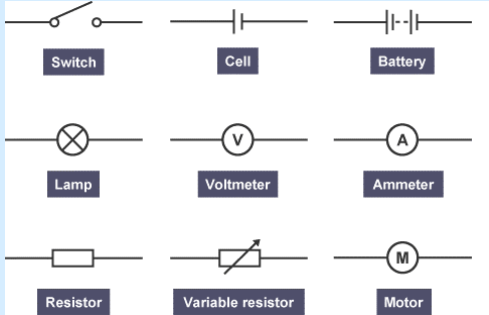 Switch
Cell
Battery
V
A
Lamp
Voltmeter
Ammeter
M
Resistor
Variable resistor
Motor